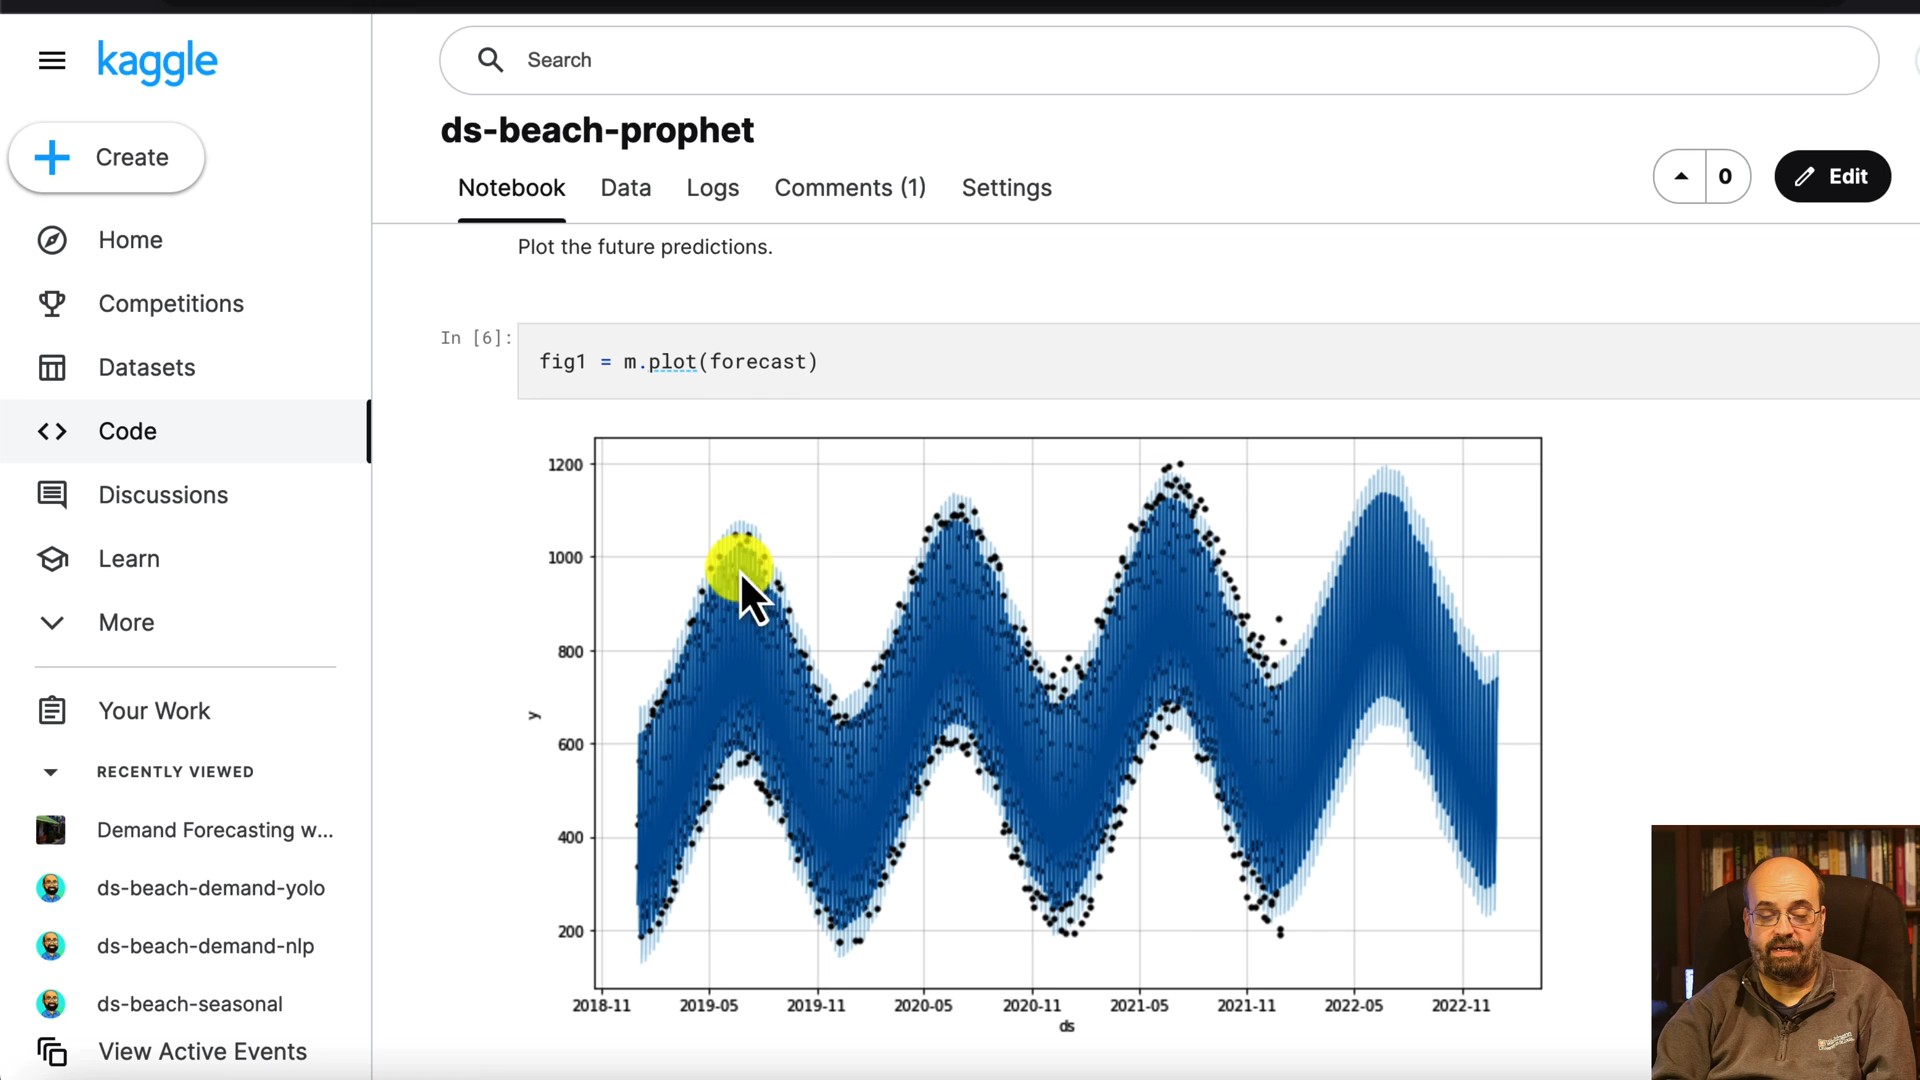 kaggle
Search
ds-beach-prophet
Create
0
Edit
Notebook
Data
Logs
Comments (1)
Settings
Home
Competitions
Datasets
Code
Discussions
Learn
More
Your Work
RECENTLY VIEWED
Demand Forecasting w...
ds-beach-demand-yolo
ds-beach-demand-nlp
ds-beach-seasonal
View Active Events
Plot the future predictions.
In [6]:
fig1 = m.plot(forecast)
1200
1000
800
600
400
200
y
2018-11
2019-05
2019-11
2020-05
2020-11
2021-05
2021-11
2022-05
2022-11
ds